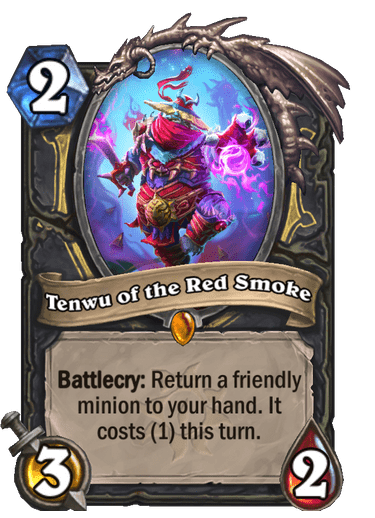 2
Tenwu of the Red Smoke
Battlecry: Return a friendly
minion to your hand. It
costs (1) this turn.
3
2